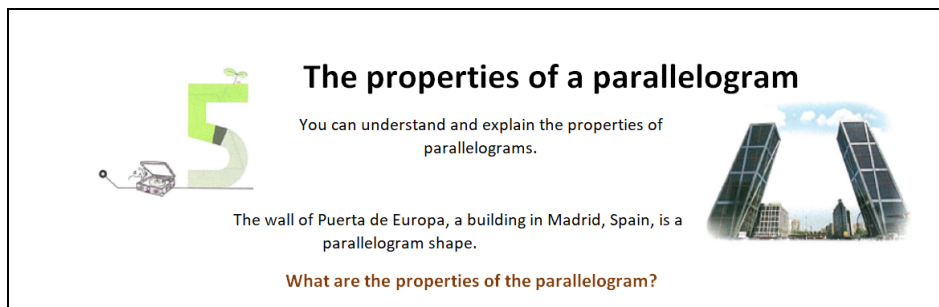 5
The properties of a parallelogram
You can understand and explain the properties of
parallelograms.
The wall of Puerta de Europa, a building in Madrid, Spain, is a
parallelogram shape.
What are the properties of the parallelogram?